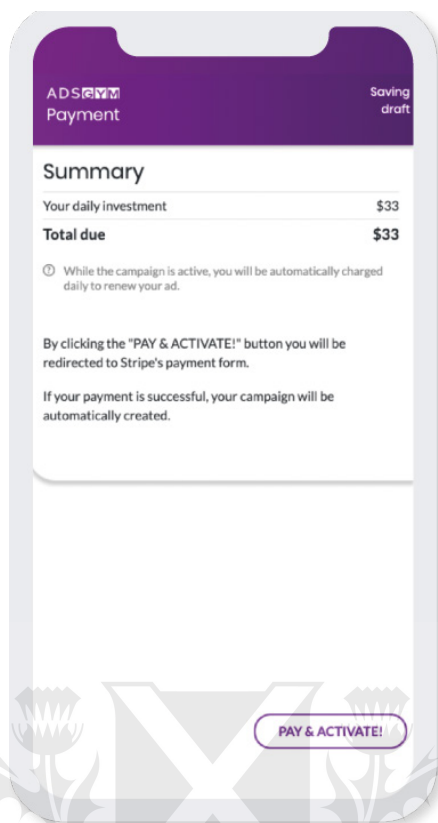 ADSGYM
Payment
Saving
draft
Summary
Your daily investment $33
Total due $33
? While the campaign is active, you will be automatically charged
daily to renew your ad.
By clicking the "PAY & ACTIVATE!" button you will be
redirected to Stripe's payment form.
If your payment is successful, your campaign will be
automatically created.
PAY & ACTIVATE!